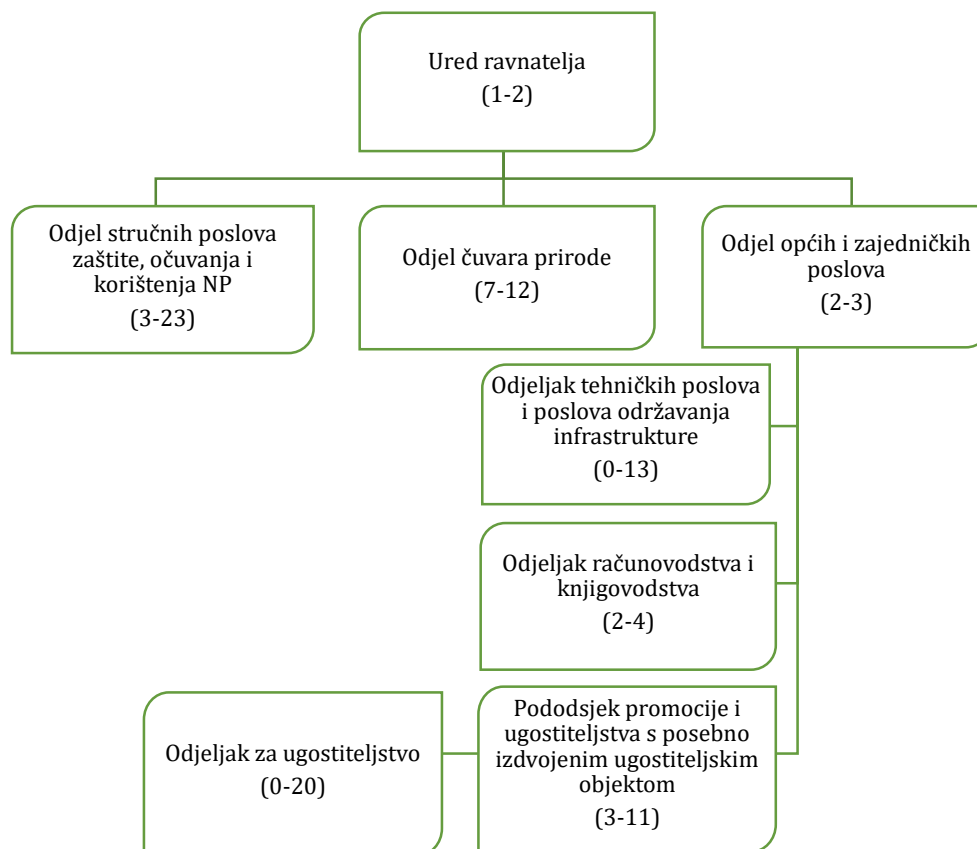 Ured ravnatelja
(1-2)
Odjel stručnih poslova
zaštite, očuvanja i
korištenja NP
(3-23)
Odjel čuvara prirode
(7-12)
Odjel općih i zajedničkih
poslova
(2-3)
Odjeljak tehničkih poslova
i poslova održavanja
infrastrukture
(0-13)
Odjeljak računovodstva i
knjigovodstva
(2-4)
Odjeljak za ugostiteljstvo
(0-20)
Pododsjek promocije i
ugostiteljstva s posebno
izdvojenim ugostiteljskim
objektom
(3-11)